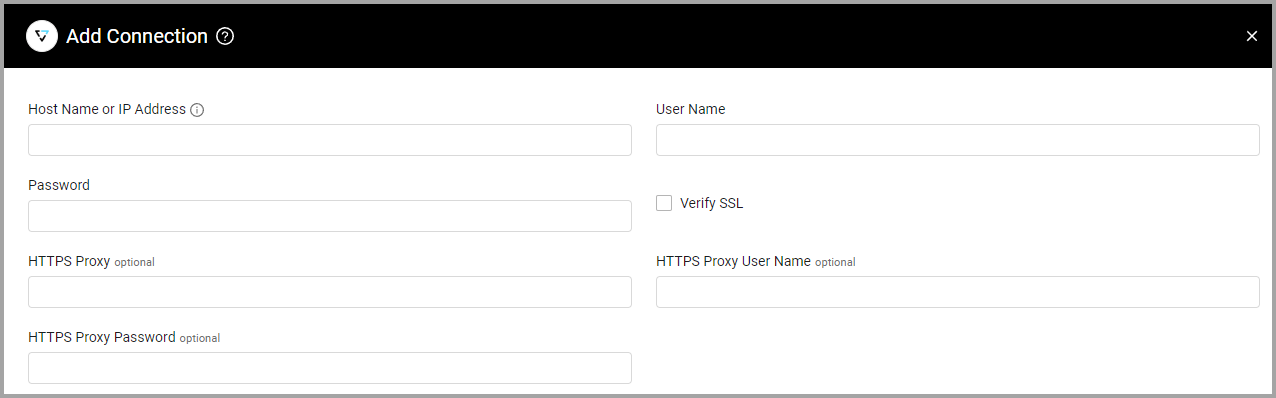 Add Connection
Host Name or IP Address
User Name
Password
Verify SSL
HTTPS Proxy optional
HTTPS Proxy User Name optional
HTTPS Proxy Password optional